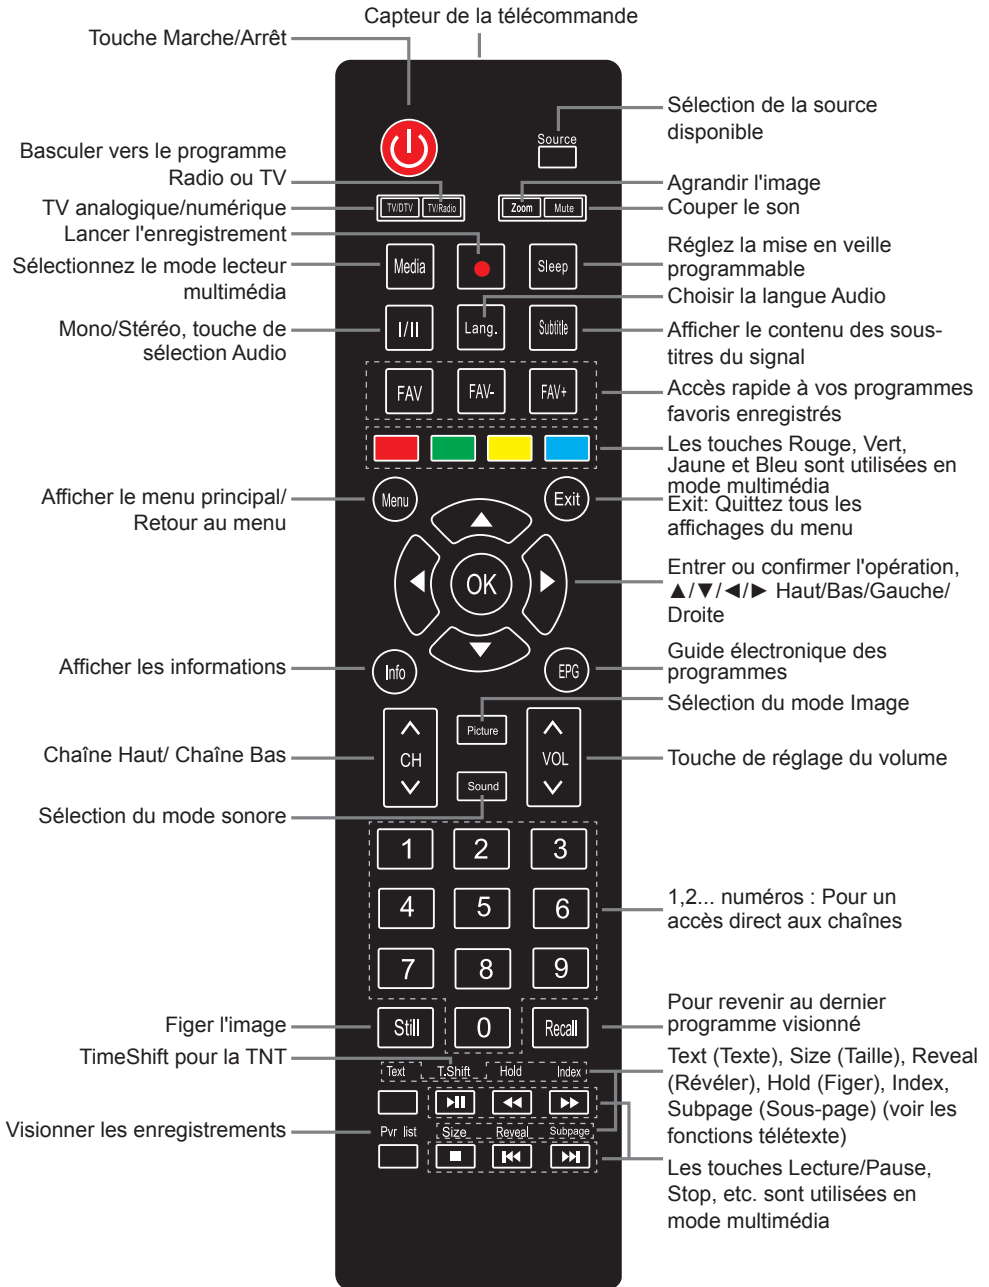 Capteur de la télécommande
Touche Marche/Arrêt
Sélection de la source
disponible
Source
Basculer vers le programme
Radio ou TV
Agrandir l'image
TV analogique/numérique
TV/DTV
TV/Radio
Zoom
Mute
Couper le son
Lancer l'enregistrement
Réglez la mise en veille
programmable
Sélectionnez le mode lecteur
multimédia
Media
Sleep
Choisir la langue Audio
Mono/Stéréo, touche de
sélection Audio
I/II
Lang.
Subtitle
Afficher le contenu des sous-
titres du signal
FAV
FAV-
FAV+
Accès rapide à vos programmes
favoris enregistrés
Les touches Rouge, Vert,
Jaune et Bleu sont utilisées en
mode multimédia
Afficher le menu principal/
Retour au menu
Menu
Exit
Exit: Quittez tous les
affichages du menu
OK
Entrer ou confirmer l'opération,
▲/▼/◄/► Haut/Bas/Gauche/
Droite
Afficher les informations
Info
EPG
Guide électronique des
programmes
Picture
Sélection du mode Image
Chaîne Haut/ Chaîne Bas
CH
VOL
Touche de réglage du volume
Sound
Sélection du mode sonore
1
2
3
4
5
6
1,2... numéros : Pour un
accès direct aux chaînes
7
8
9
Figer l'image
Still
0
Recall
Pour revenir au dernier
programme visionné
TimeShift pour la TNT
Text
T.Shift
Hold
Index
Text (Texte), Size (Taille), Reveal
(Révéler), Hold (Figer), Index,
Subpage (Sous-page) (voir les
fonctions télétexte)
Visionner les enregistrements
Pvr list
Size
Reveal
Subpage
Les touches Lecture/Pause,
Stop, etc. sont utilisées en
mode multimédia